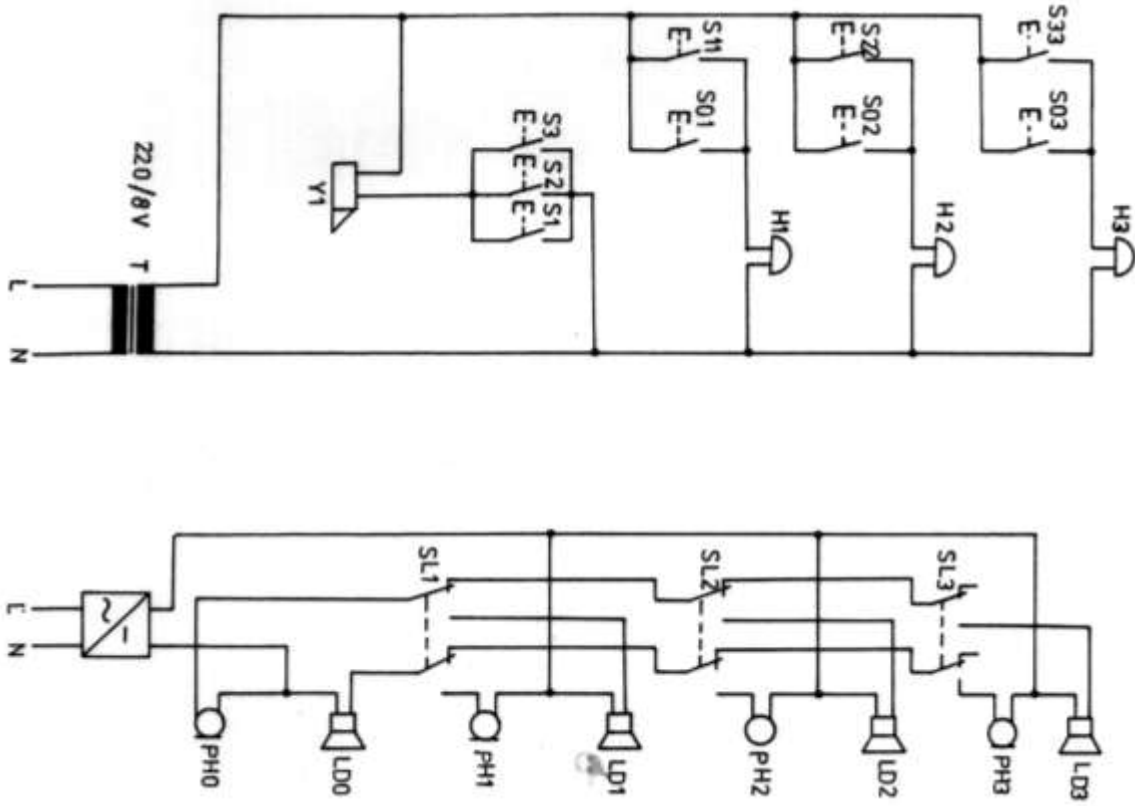 S11
S22
S33
S01
S02
S03
S3
S2
S1
220/8V T
Y1
H1
H2
H3
L
N
SL1
SL2
SL3
L
N
PH0
LD0
PH1
LD1
PH2
LD2
PH3
LD3